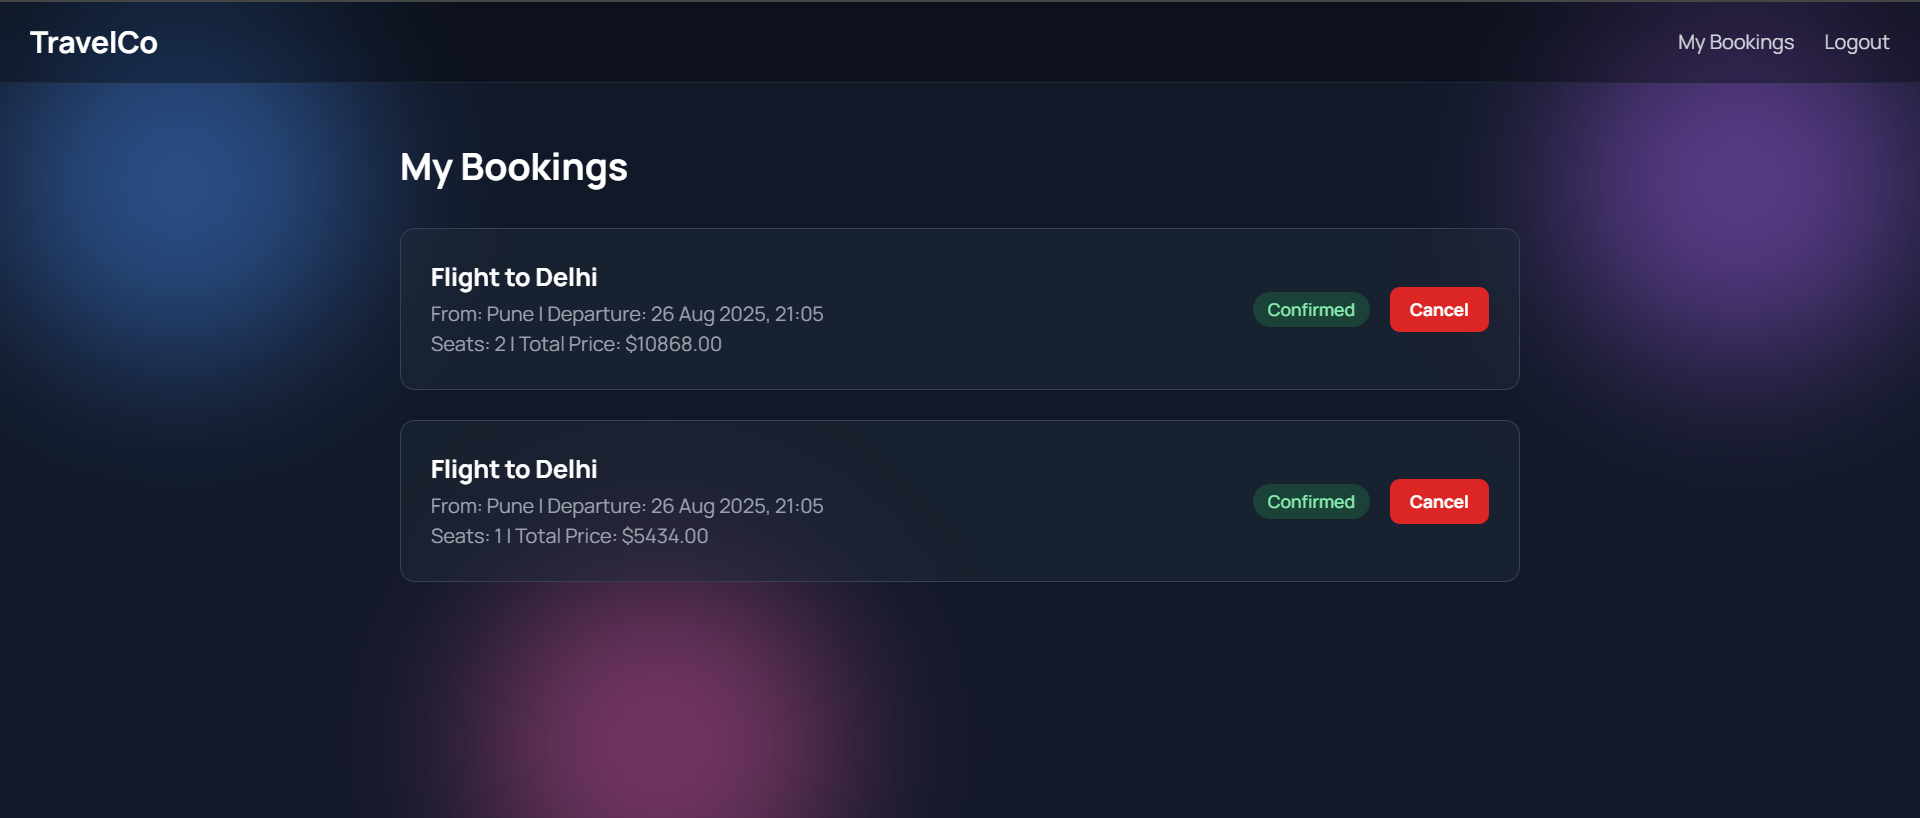 TravelCo
My Bookings
Logout
My Bookings
Flight to Delhi
From: Pune | Departure: 26 Aug 2025, 21:05
Seats: 2 | Total Price: $10868.00
Confirmed
Cancel
Flight to Delhi
From: Pune | Departure: 26 Aug 2025, 21:05
Seats: 1 | Total Price: $5434.00
Confirmed
Cancel